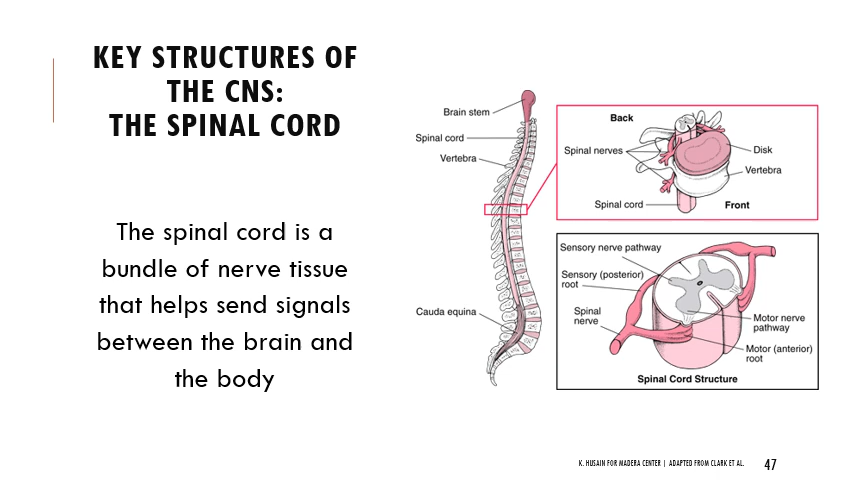 KEY STRUCTURES OF
THE CNS:
THE SPINAL CORD
The spinal cord is a
bundle of nerve tissue
that helps send signals
between the brain and
the body
Brain stem
Spinal cord
Vertebra
Cauda equina
Back
Spinal nerves
Disk
Vertebra
Spinal cord
Front
Sensory nerve pathway
Sensory (posterior)
root
Spinal
nerve
Motor nerve
pathway
Motor (anterior)
root
Spinal Cord Structure
K. HUSAIN FOR MADERA CENTER | ADAPTED FROM CLARK ET AL.
47